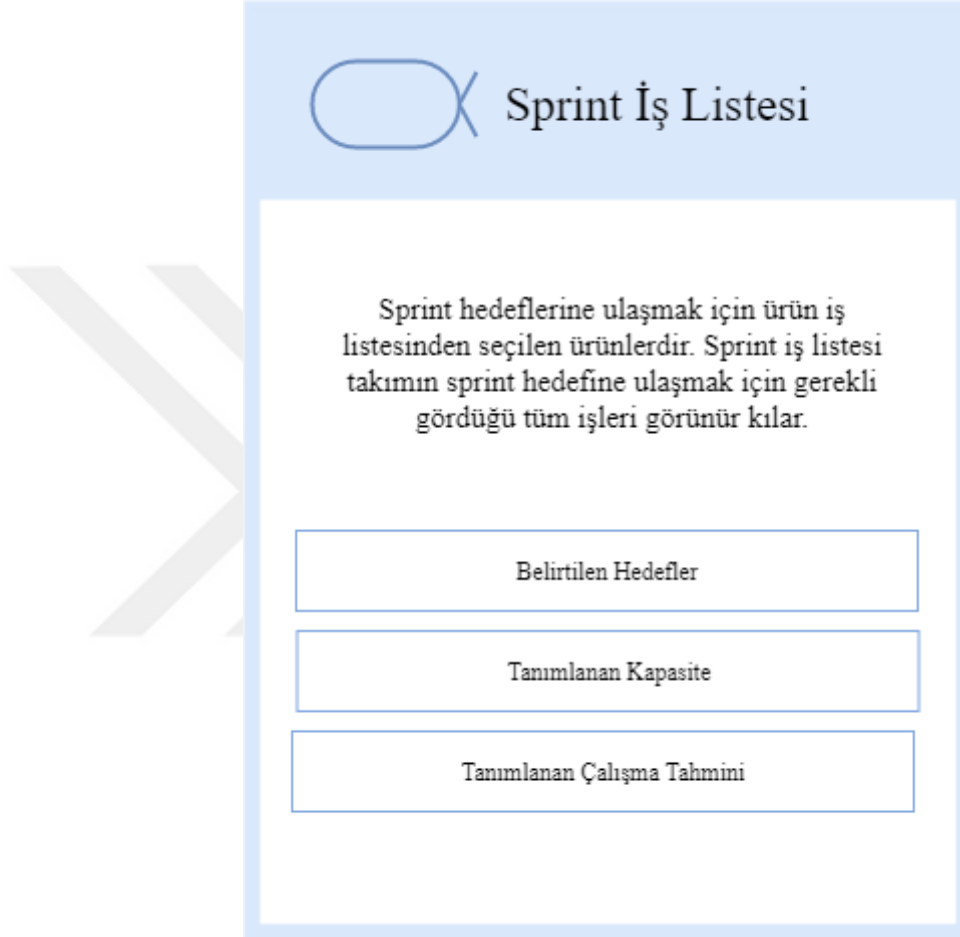 Sprint İş Listesi
Sprint hedeflerine ulaşmak için ürün iş
listesinden seçilen ürünlerdir. Sprint iş listesi
takımın sprint hedefine ulaşmak için gerekli
gördüğü tüm işleri görünür kılar.
Belirtilen Hedefler
Tanımlanan Kapasite
Tanımlanan Çalışma Tahmini